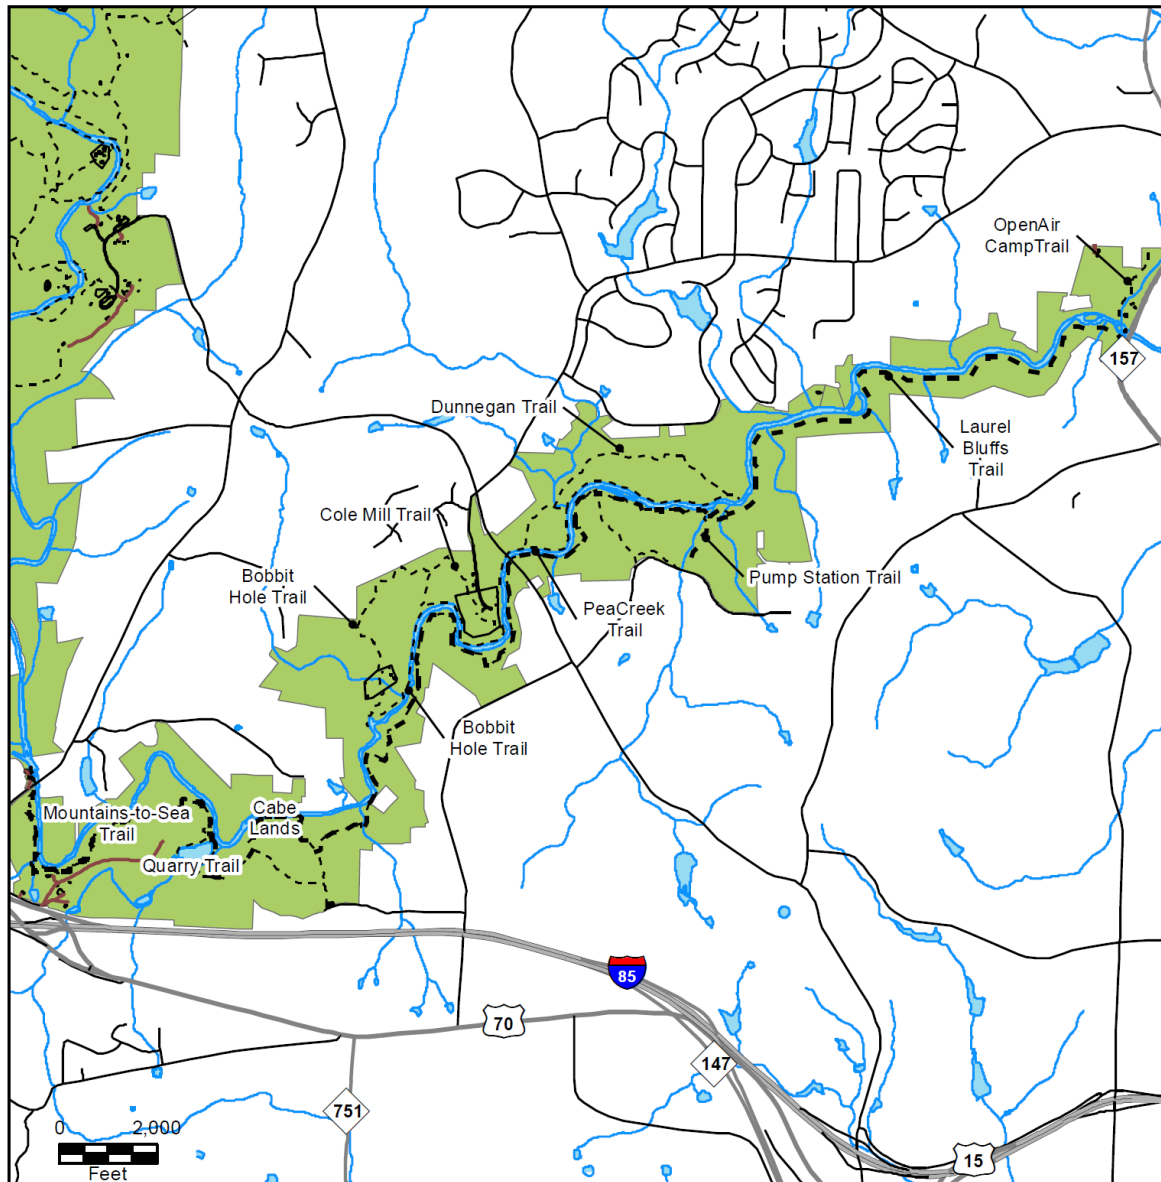 OpenAir
CampTrail
157
Dunnegan Trail
Laurel
Bluffs
Trail
Cole Mill Trail
Bobbit
Hole Trail
Pump Station Trail
PeaCreek
Trail
Bobbit
Hole Trail
Mountains-to-Sea
Trail
Cabe
Lands
Quarry Trail
85
70
147
751
0 2,000
Feet
15